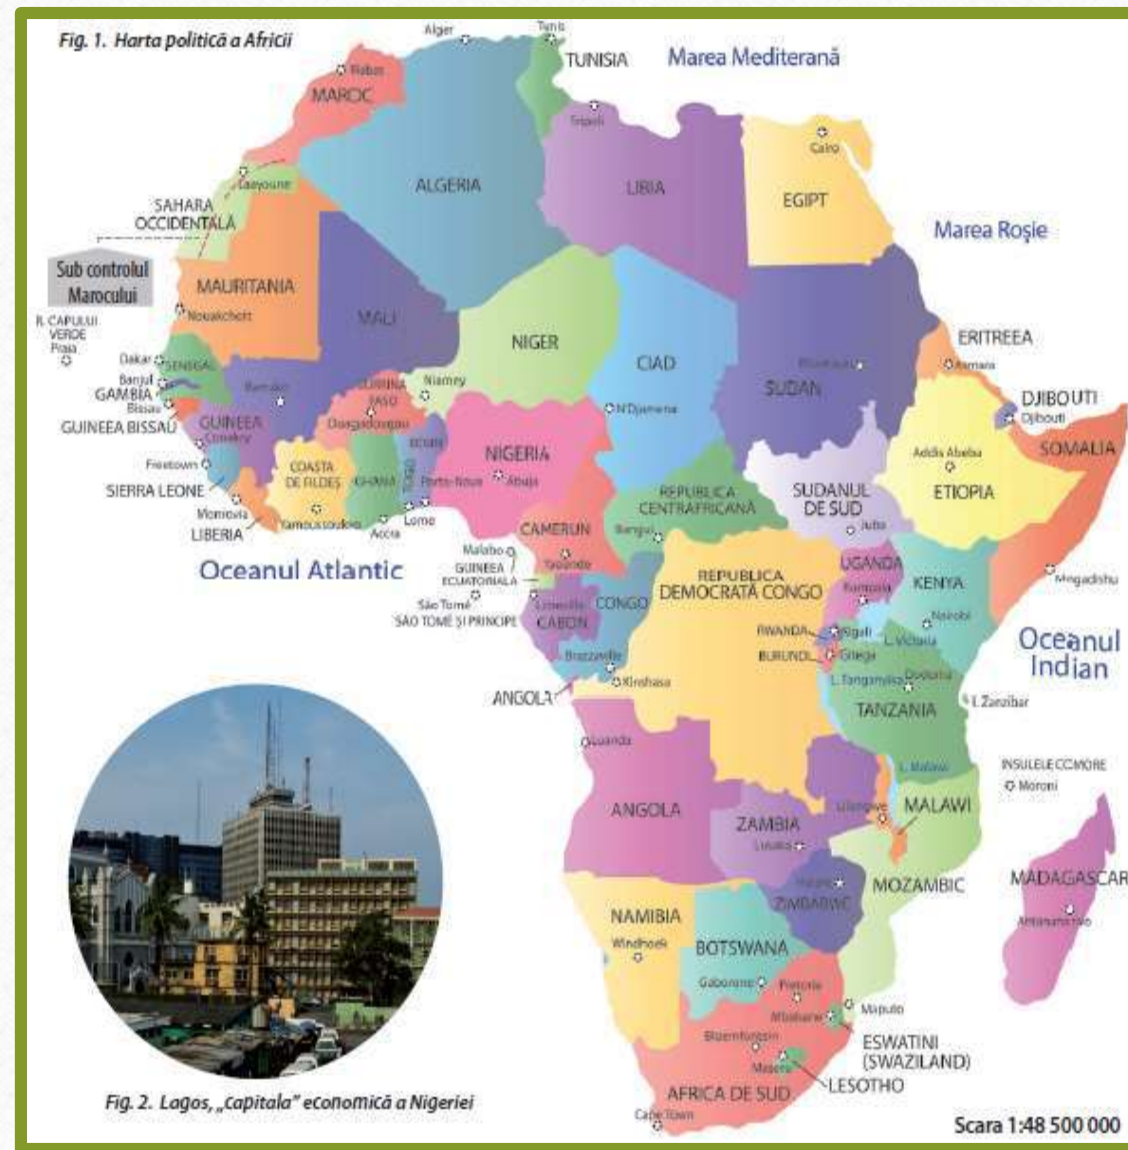 Fig. 1. Harta politică a Africii
Alger
Tunis
TUNISIA
Marea Mediterană
Rabat
MAROC
Tripoli
Cairo
Laayoune
ALGERIA
LIBIA
EGIPT
SAHARA
OCCIDENTALĂ
Marea Roşie
Sub controlul
Marocului
MAURITANIA
Nouakchott
MALI
NIGER
CIAD
SUDAN
ERITREEA
Asmara
R. CAPULUI
VERDE
Praia
Dakar
SENEGAL
Banjul
GAMBIA
Bissau
GUINEEA BISSAU
Bamako
BURKINA
FASO
Niamey
Ouagadougou
N'Djamena
DJIBOUTI
Djibouti
SOMALIA
GUINEEA
Conakry
BENIN
NIGERIA
Abuja
Addis Abeba
ETIOPIA
Freetown
SIERRA LEONE
COASTA
DE FILDEŞ
GHANA
TOGO
Porto-Novo
REPUBLICA
CENTRAFRICANĂ
SUDANUL
DE SUD
Juba
Monrovia
LIBERIA
Yamoussoukro
Accra
Lome
CAMERUN
Bangui
Oceanul Atlantic
Malabo
GUINEEA
ECUATORIALĂ
Yaounde
REPUBLICA
DEMOCRATĂ CONGO
UGANDA
Kampala
KENYA
Mogadishu
São Tomé
SÃO TOMÉ ŞI PRINCIPE
Libreville
GABON
CONGO
Nairobi
RWANDA
Kigali
L. Victoria
Oceanul
Indian
Brazzaville
BURUNDI
Gitega
Kinshasa
L. Tanganyika
Dodoma
ANGOLA
TANZANIA
I. Zanzibar
Luanda
L. Malawi
INSULELE COMORE
Moroni
ANGOLA
ZAMBIA
Lilongwe
MALAWI
Lusaka
Harare
ZIMBABWE
MOZAMBIC
MADAGASCAR
Antananarivo
NAMIBIA
Windhoek
BOTSWANA
Gaborone
Pretoria
Mbabane
Maputo
Bloemfontein
ESWATINI
(SWAZILAND)
Maseru
LESOTHO
AFRICA DE SUD
Cape Town
Fig. 2. Lagos, „capitala” economică a Nigeriei
Scara 1:48 500 000